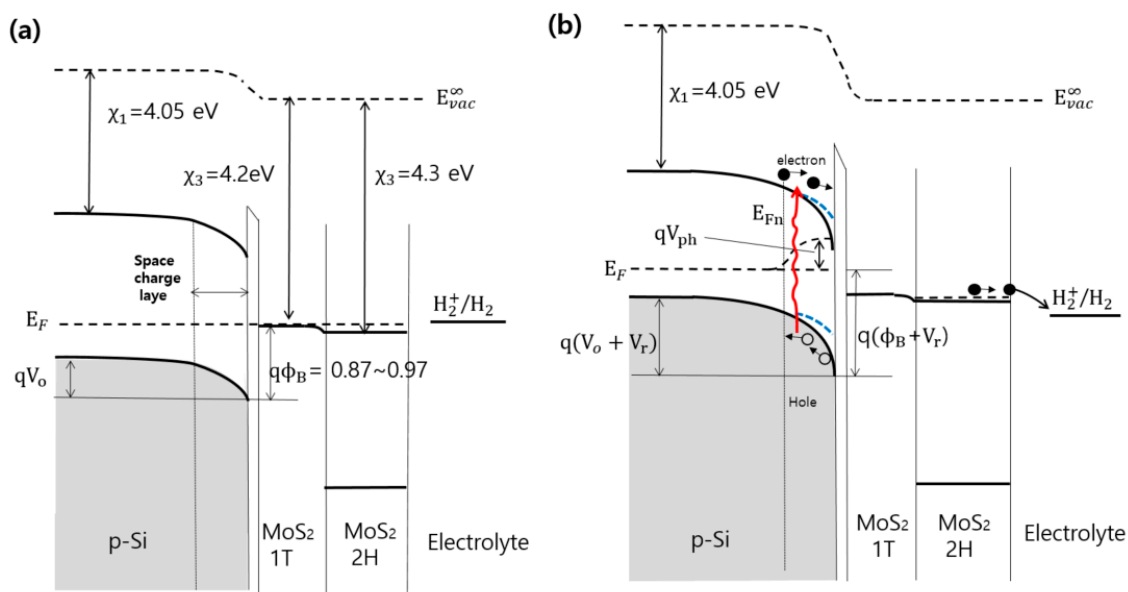 (a)
E∞vac
χ1=4.05 eV
χ3=4.2eV
χ3=4.3 eV
Space
charge
laye
EF
H2+/H2
qVo
qϕB= 0.87~0.97
p-Si
MoS2
1T
MoS2
2H
Electrolyte
(b)
E∞vac
χ1=4.05 eV
electron
EFn
qVph
EF
H2+/H2
q(Vo + Vr)
q(ϕB+Vr)
Hole
p-Si
MoS2
1T
MoS2
2H
Electrolyte